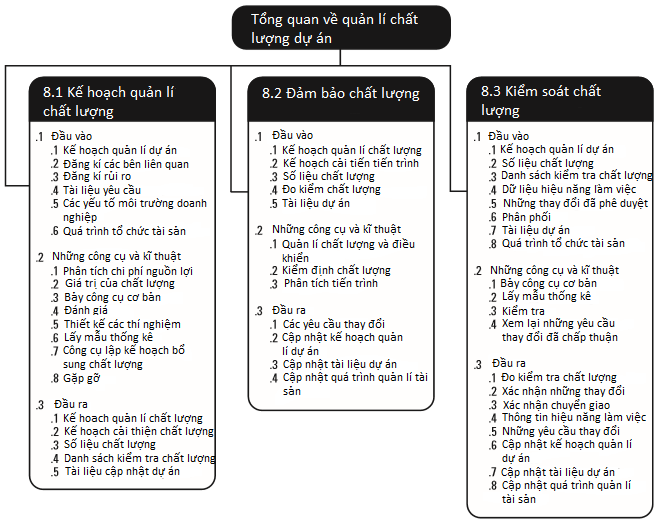 Tổng quan về quản lí chất
lượng dự án
8.1 Kế hoạch quản lí
chất lượng
.1 Đầu vào
.1 Kế hoạch quản lí dự án
.2 Đăng kí các bên liên quan
.3 Đăng kí rủi ro
.4 Tài liệu yêu cầu
.5 Các yếu tố môi trường doanh
nghiệp
.6 Quá trình tổ chức tài sản
.2 Những công cụ và kĩ thuật
.1 Phân tích chi phí nguồn lợi
.2 Giá trị của chất lượng
.3 Bảy công cụ cơ bản
.4 Đánh giá
.5 Thiết kế các thí nghiệm
.6 Lấy mẫu thống kê
.7 Công cụ lập kế hoạch bổ
sung chất lượng
.8 Gặp gỡ
.3 Đầu ra
.1 Kế hoach quản lí chất lượng
.2 Kế hoạch cải thiện chất lượng
.3 Số liệu chất lượng
.4 Danh sách kiểm tra chất lượng
.5 Tài liệu cập nhật dự án
8.2 Đảm bảo chất lượng
.1 Đầu vào
.1 Kế hoạch quản lí chất lượng
.2 Kế hoạch cải tiến tiến trình
.3 Số liệu chất lượng
.4 Đo kiểm chất lượng
.5 Tài liệu dự án
.2 Những công cụ và kĩ thuật
.1 Quản lí chất lượng và điều
khiển
.2 Kiểm định chất lượng
.3 Phân tích tiến trình
.3 Đầu ra
.1 Các yêu cầu thay đổi
.2 Cập nhật kế hoạch quản
lí dự án
.3 Cập nhật tài liệu dự án
.4 Cập nhật quá trình quản lí tài
sản
8.3 Kiểm soát chất
lượng
.1 Đầu vào
.1 Kế hoạch quản lí dự án
.2 Số liệu chất lượng
.3 Danh sách kiểm tra chất lượng
.4 Dữ liệu hiệu năng làm việc
.5 Những thay đổi đã phê duyệt
.6 Phân phối
.7 Tài liệu dự án
.8 Quá trình tổ chức tài sản
.2 Những công cụ và kĩ thuật
.1 Bảy công cụ cơ bản
.2 Lấy mẫu thống kê
.3 Kiểm tra
.4 Xem lại những yêu cầu
thay đổi đã chấp thuận
.3 Đầu ra
.1 Đo kiểm tra chất lượng
.2 Xác nhận những thay đổi
.3 Xác nhận chuyển giao
.4 Thông tin hiệu năng làm việc
.5 Những yêu cầu thay đổi
.6 Cập nhật kế hoạch quản lí
dự án
.7 Cập nhật tài liệu dự án
.8 Cập nhật quá trình quản lí
tài sản